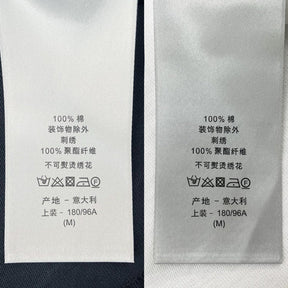 100% 棉
装饰物除外
刺绣
100% 聚酯纤维
不可熨烫绣花
产地 - 意大利
上装 - 180/96A
(M)
100% 棉
装饰物除外
刺绣
100% 聚酯纤维
不可熨烫绣花
产地 - 意大利
上装 - 180/96A
(M)